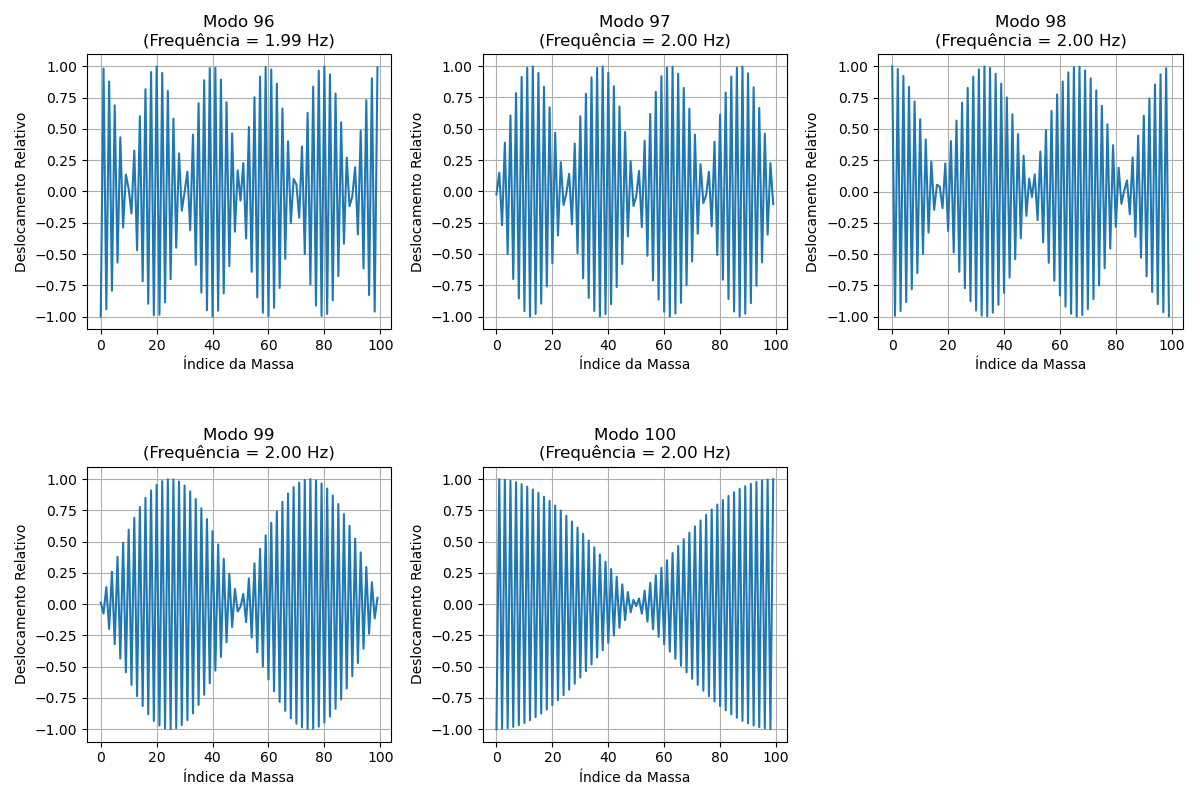 Modo 96
(Frequência = 1.99 Hz)
Deslocamento Relativo
1.00
0.75
0.50
0.25
0.00
−0.25
−0.50
−0.75
−1.00
0 20 40 60 80 100
Índice da Massa
Modo 97
(Frequência = 2.00 Hz)
Deslocamento Relativo
1.00
0.75
0.50
0.25
0.00
−0.25
−0.50
−0.75
−1.00
0 20 40 60 80 100
Índice da Massa
Modo 98
(Frequência = 2.00 Hz)
Deslocamento Relativo
1.00
0.75
0.50
0.25
0.00
−0.25
−0.50
−0.75
−1.00
0 20 40 60 80 100
Índice da Massa
Modo 99
(Frequência = 2.00 Hz)
Deslocamento Relativo
1.00
0.75
0.50
0.25
0.00
−0.25
−0.50
−0.75
−1.00
0 20 40 60 80 100
Índice da Massa
Modo 100
(Frequência = 2.00 Hz)
Deslocamento Relativo
1.00
0.75
0.50
0.25
0.00
−0.25
−0.50
−0.75
−1.00
0 20 40 60 80 100
Índice da Massa